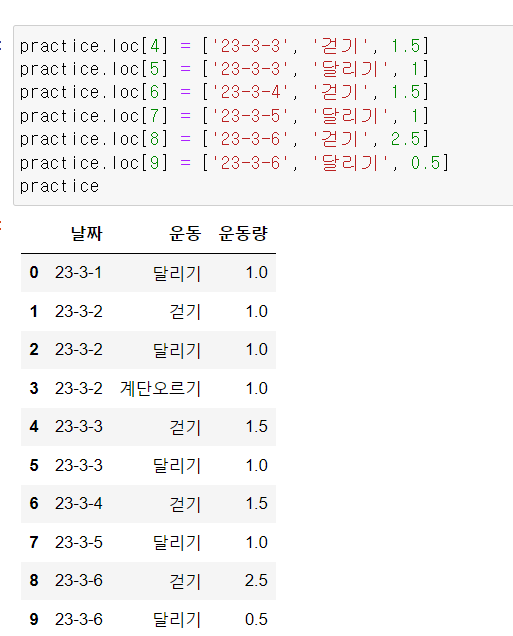 practice.loc[4] = ['23-3-3', '걷기', 1.5]
practice.loc[5] = ['23-3-3', '달리기', 1]
practice.loc[6] = ['23-3-4', '걷기', 1.5]
practice.loc[7] = ['23-3-5', '달리기', 1]
practice.loc[8] = ['23-3-6', '걷기', 2.5]
practice.loc[9] = ['23-3-6', '달리기', 0.5]
practice
날짜 운동 운동량
0 23-3-1 달리기 1.0
1 23-3-2 걷기 1.0
2 23-3-2 달리기 1.0
3 23-3-2 계단오르기 1.0
4 23-3-3 걷기 1.5
5 23-3-3 달리기 1.0
6 23-3-4 걷기 1.5
7 23-3-5 달리기 1.0
8 23-3-6 걷기 2.5
9 23-3-6 달리기 0.5